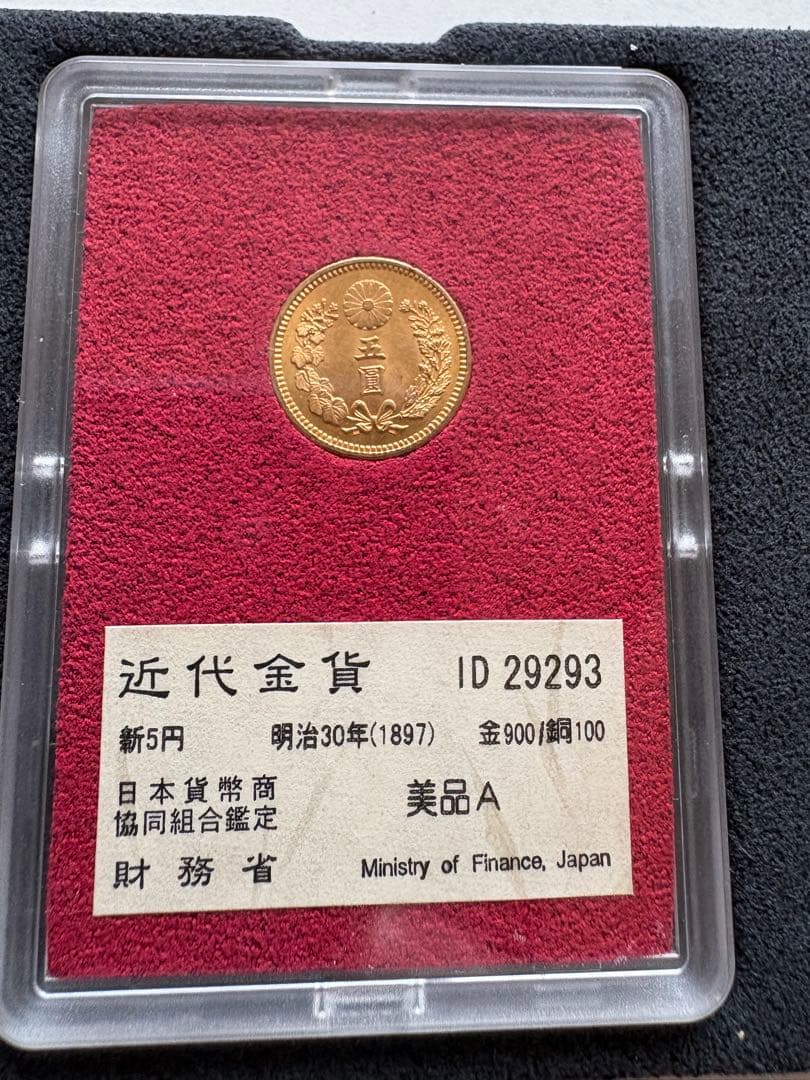 五
圓
近代金貨 ID 29293
新5円 明治30年(1897) 金900/銅100
日本貨幣商
協同組合鑑定 美品A
財務省 Ministry of Finance, Japan